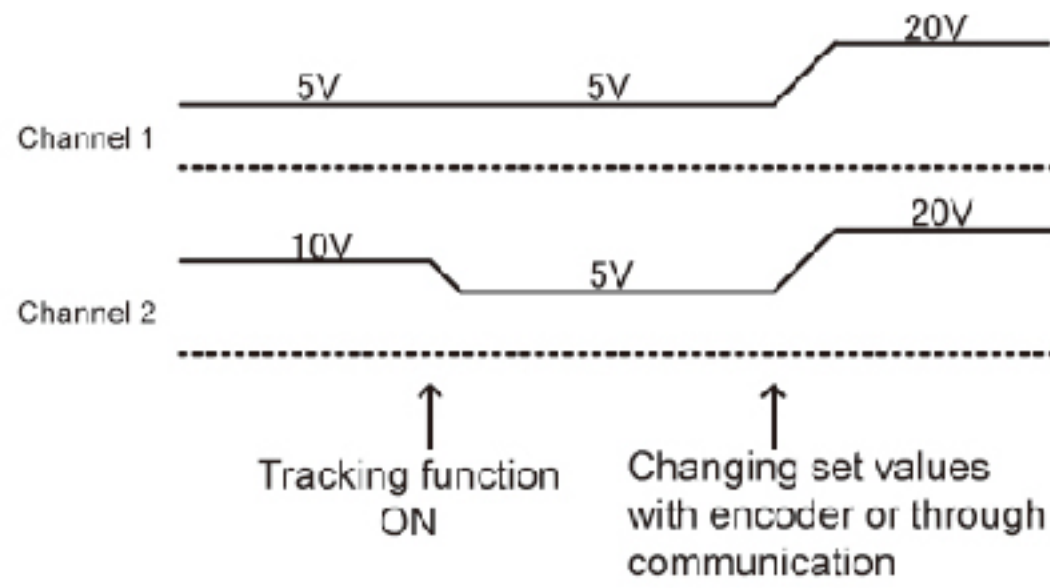 20V
5V
5V
Channel 1
20V
10V
5V
Channel 2
Tracking function
ON
Changing set values
with encoder or through
communication